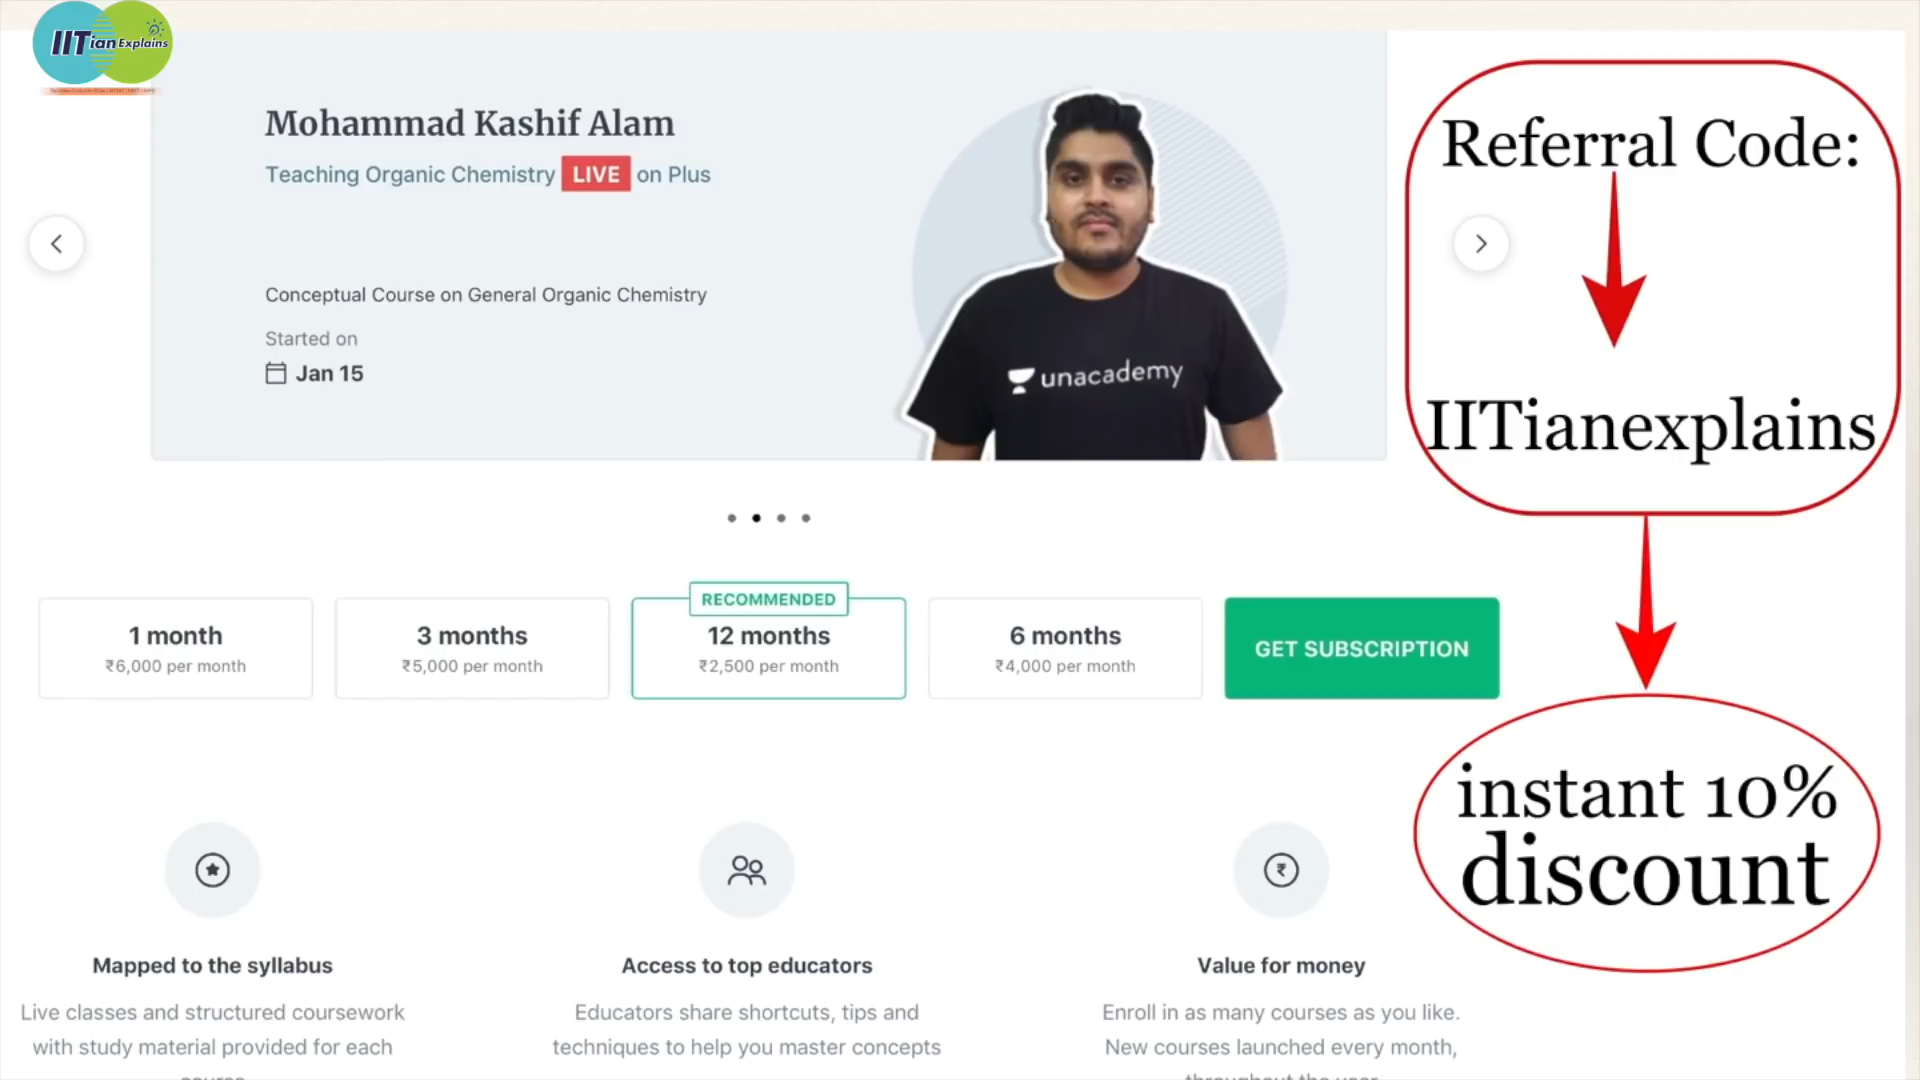 IITian Explains
Mohammad Kashif Alam
Teaching Organic Chemistry LIVE on Plus
Conceptual Course on General Organic Chemistry
Started on
Jan 15
unacademy
Referral Code:
IITianexplains
RECOMMENDED
1 month
₹6,000 per month
3 months
₹5,000 per month
12 months
₹2,500 per month
6 months
₹4,000 per month
GET SUBSCRIPTION
instant 10%
discount
Mapped to the syllabus
Live classes and structured coursework
with study material provided for each
Access to top educators
Educators share shortcuts, tips and
techniques to help you master concepts
Value for money
Enroll in as many courses as you like.
New courses launched every month,